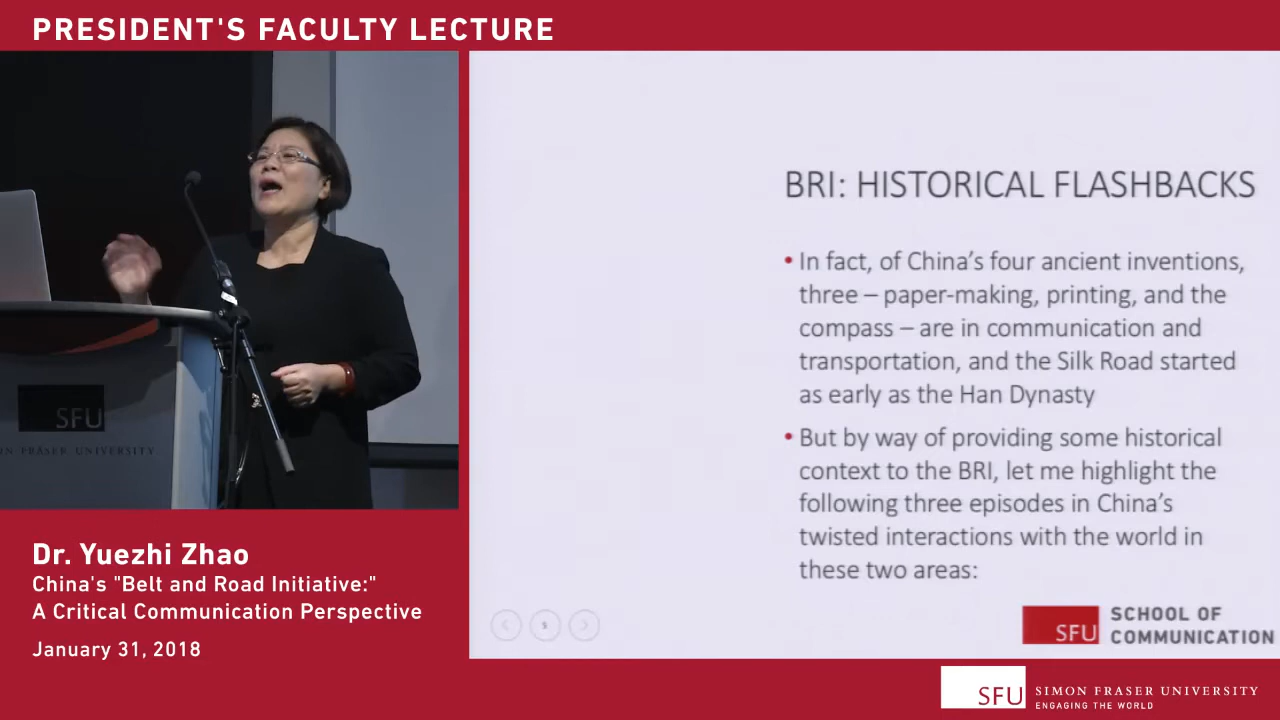 PRESIDENT'S FACULTY LECTURE
SFU
SIMON FRASER UNIVERSITY
Dr. Yuezhi Zhao
China's "Belt and Road Initiative:"
A Critical Communication Perspective
January 31, 2018
BRI: HISTORICAL FLASHBACKS
• In fact, of China’s four ancient inventions,
three – paper-making, printing, and the
compass – are in communication and
transportation, and the Silk Road started
as early as the Han Dynasty
• But by way of providing some historical
context to the BRI, let me highlight the
following three episodes in China’s
twisted interactions with the world in
these two areas:
SFU
SCHOOL OF
COMMUNICATION
SFU
SIMON FRASER UNIVERSITY
ENGAGING THE WORLD